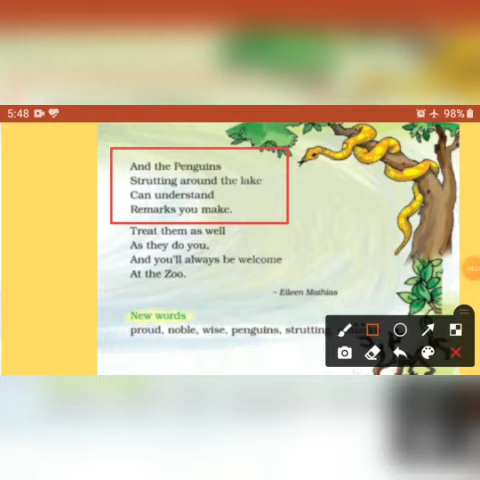 5:48 98%
And the Penguins
Strutting around the lake
Can understand
Remarks you make.
Treat them as well
As they do you,
And you'll always be welcome
At the Zoo.
– Eileen Mathias
New words
proud, noble, wise, penguins, strutting